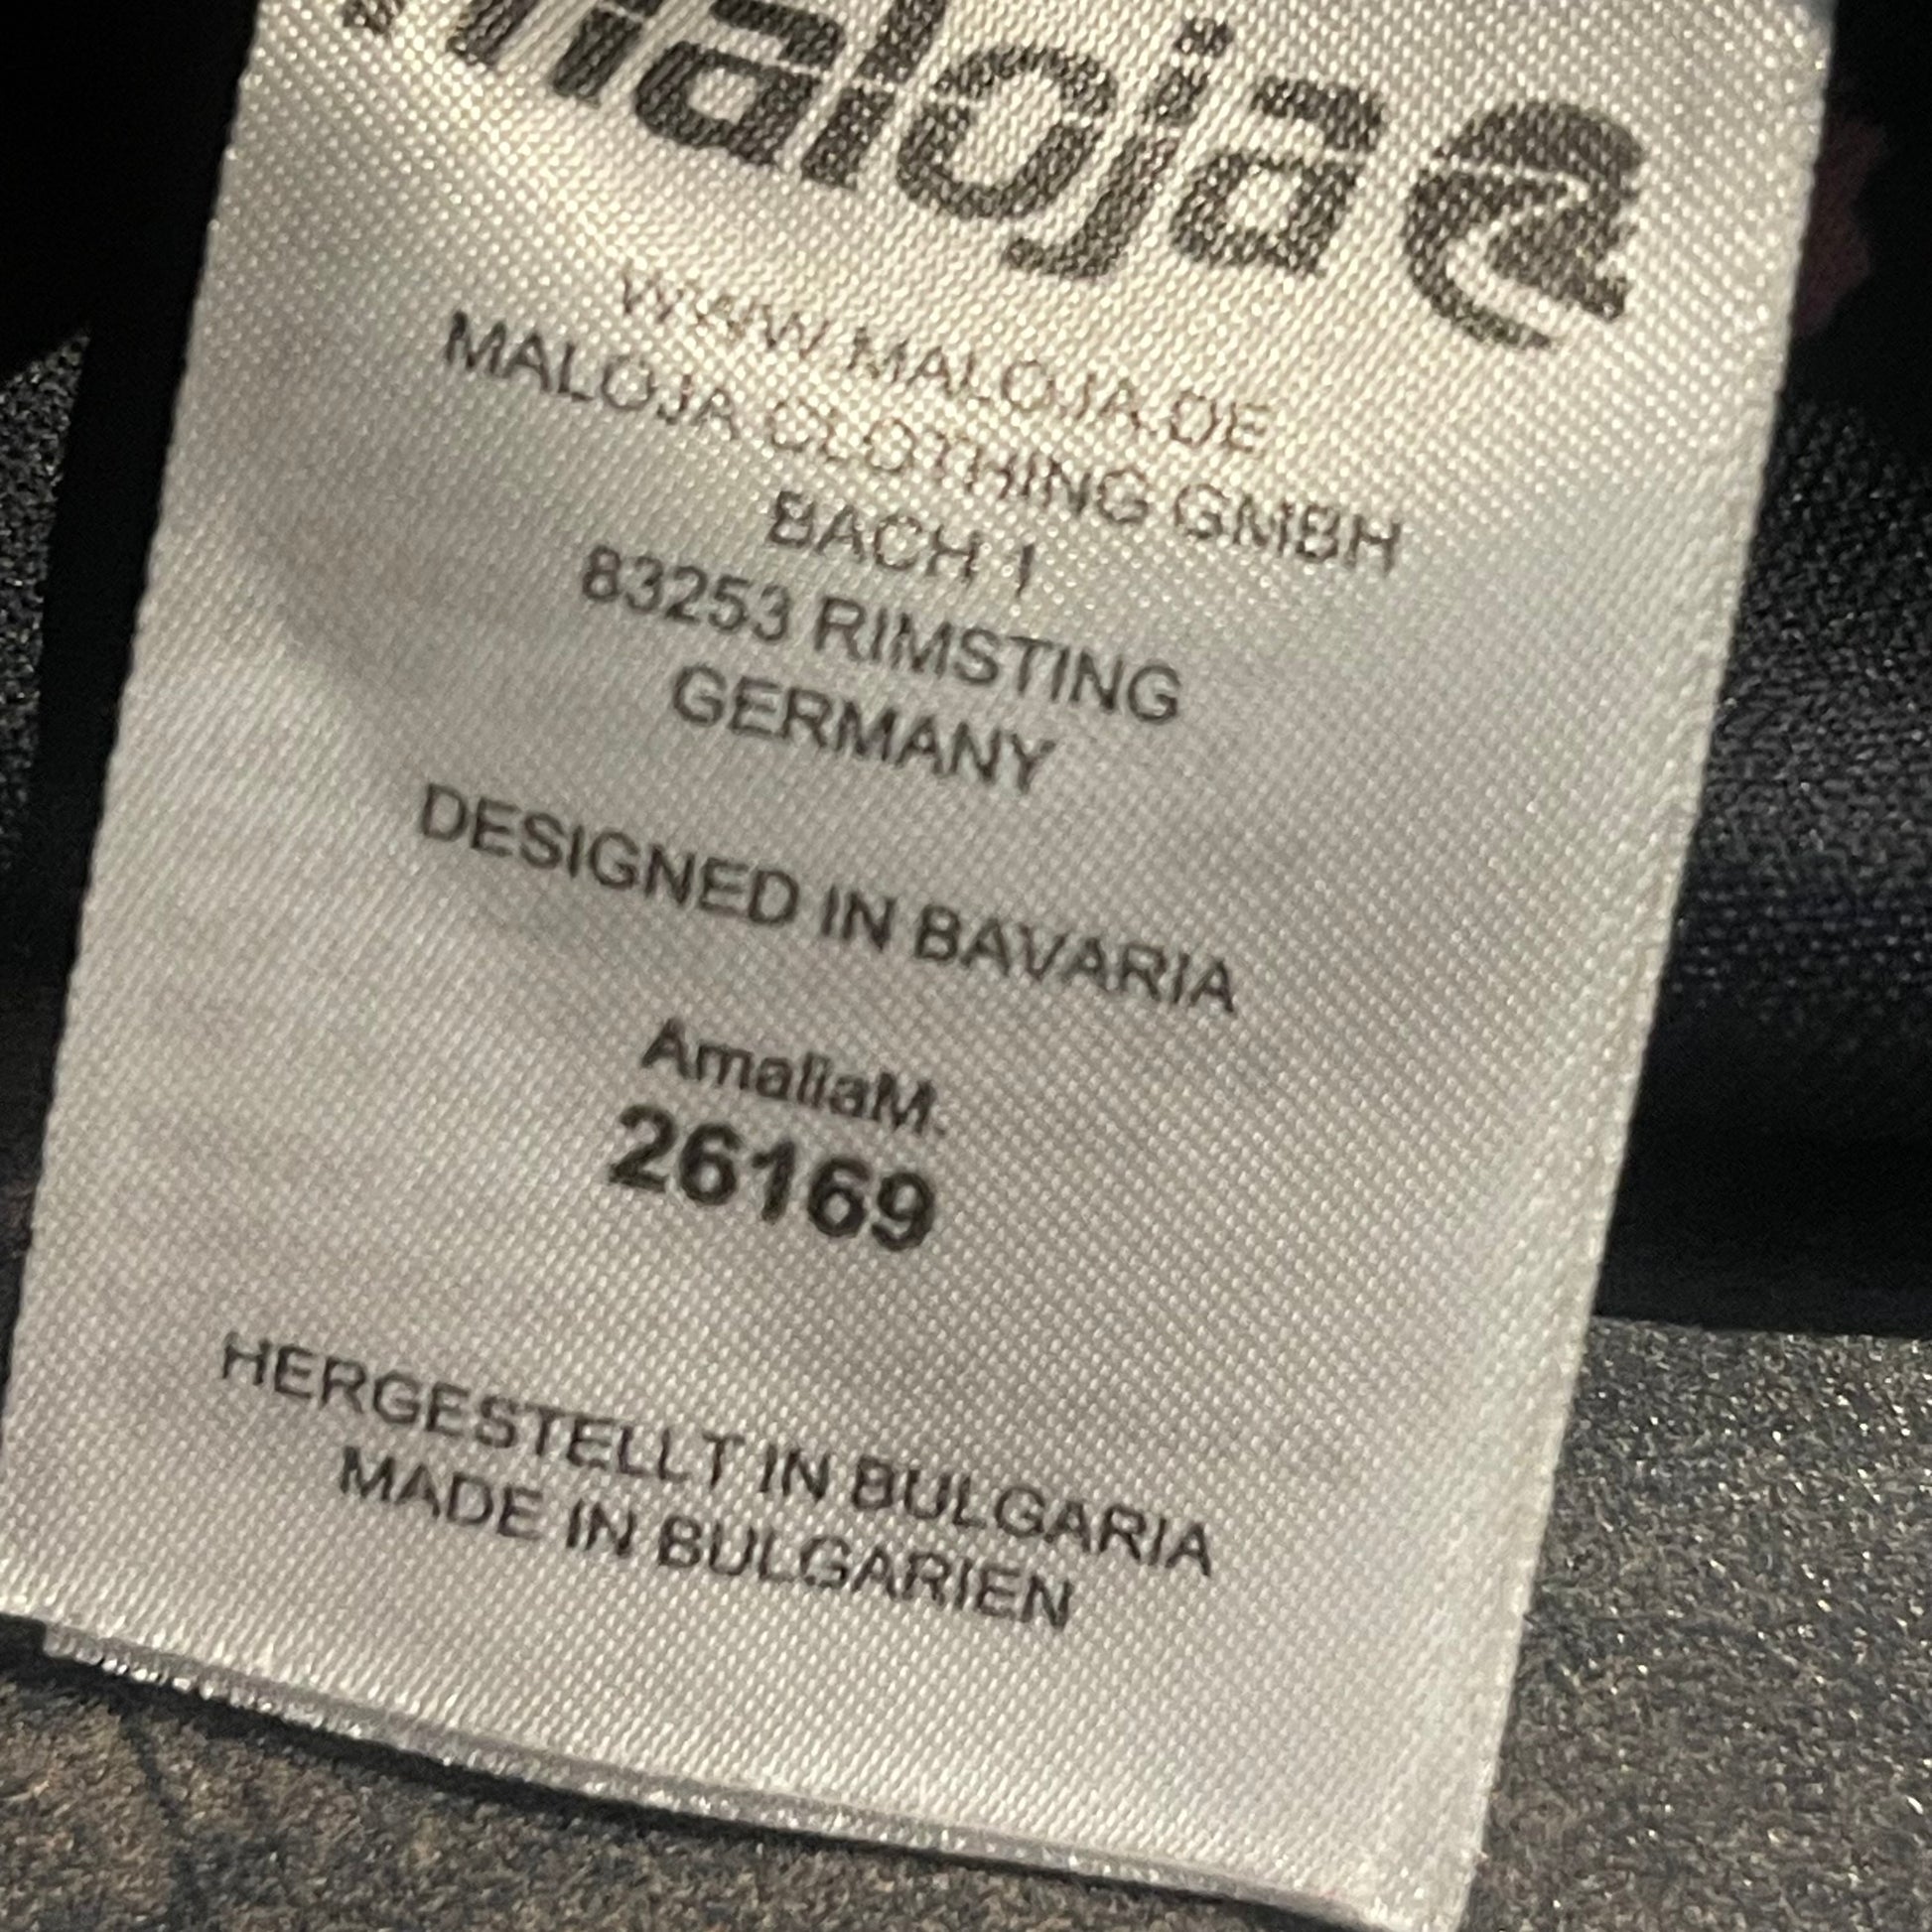 maloja
WWW.MALOJA.DE
MALOJA CLOTHING GMBH
BACH 1
83253 RIMSTING
GERMANY
DESIGNED IN BAVARIA
AmaliaM.
26169
HERGESTELLT IN BULGARIA
MADE IN BULGARIEN